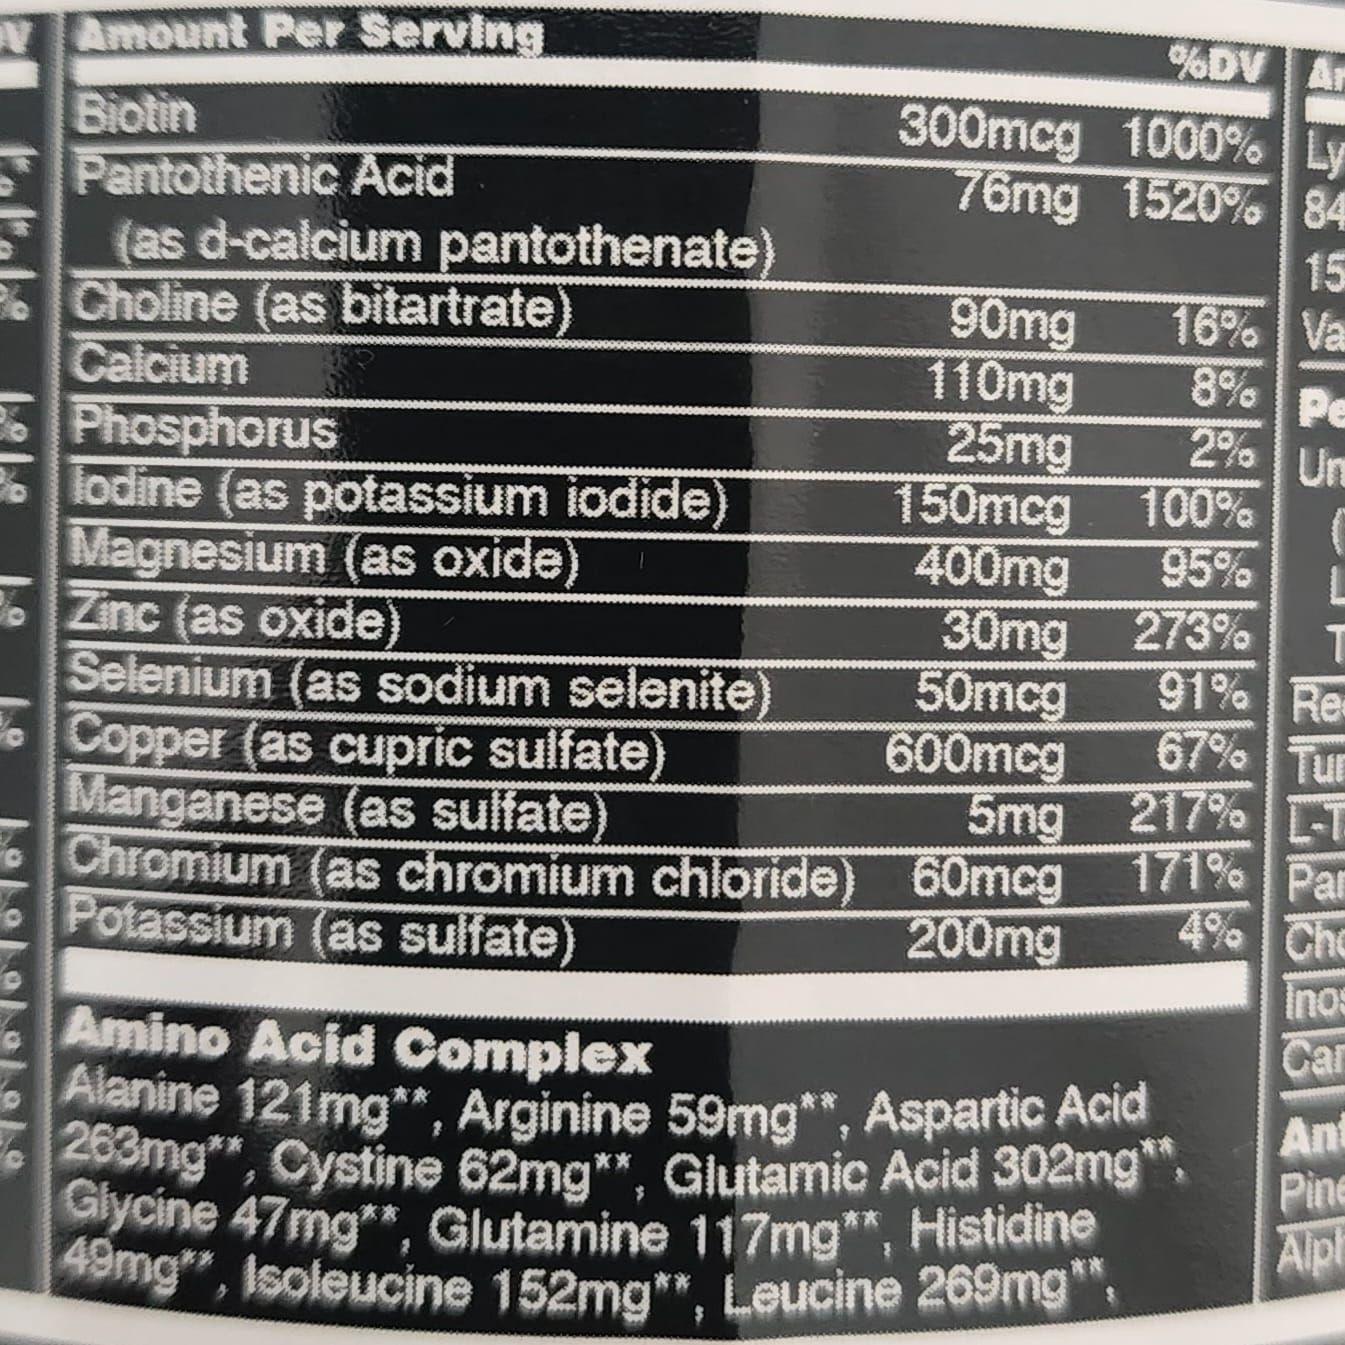 Amount Per Serving %DV
Biotin 300mcg 1000%
Pantothenic Acid 76mg 1520%
(as d-calcium pantothenate)
Choline (as bitartrate) 90mg 16%
Calcium 110mg 8%
Phosphorus 25mg 2%
Iodine (as potassium iodide) 150mcg 100%
Magnesium (as oxide) 400mg 95%
Zinc (as oxide) 30mg 273%
Selenium (as sodium selenite) 50mcg 91%
Copper (as cupric sulfate) 600mcg 67%
Manganese (as sulfate) 5mg 217%
Chromium (as chromium chloride) 60mcg 171%
Potassium (as sulfate) 200mg 4%
Amino Acid Complex
Alanine 121mg**, Arginine 59mg**, Aspartic Acid
263mg**, Cystine 62mg**, Glutamic Acid 302mg**,
Glycine 47mg**, Glutamine 117mg**, Histidine
49mg**, Isoleucine 152mg**, Leucine 269mg**,